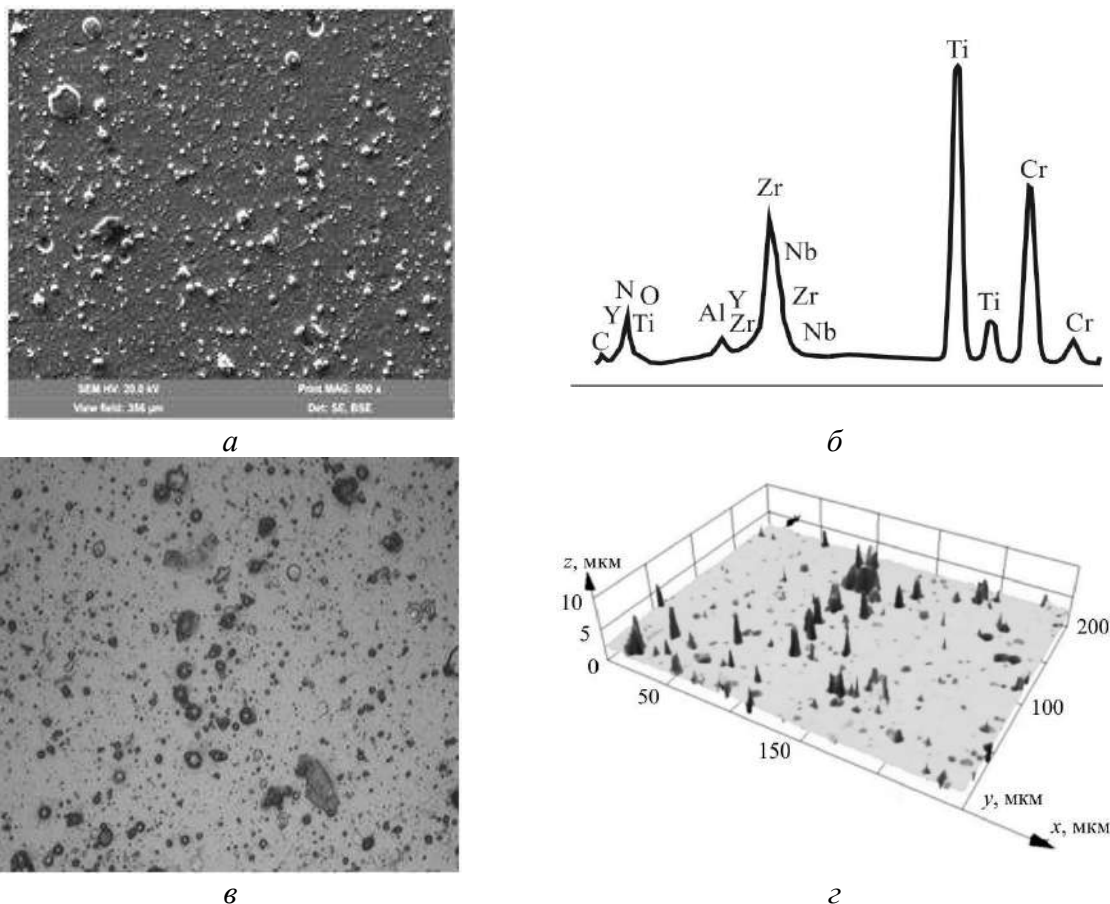 SEM HV: 20.0 kV Print MAG: 500 x
View field: 356 µm Det: SE, BSE
а
Ti
Cr
Zr
Nb
N O
Y Ti
C
Al Y
Zr
Zr
Nb
Ti
Cr
б
в
z, мкм
10
5
0
50
150
200
100
y, мкм
x, мкм
г